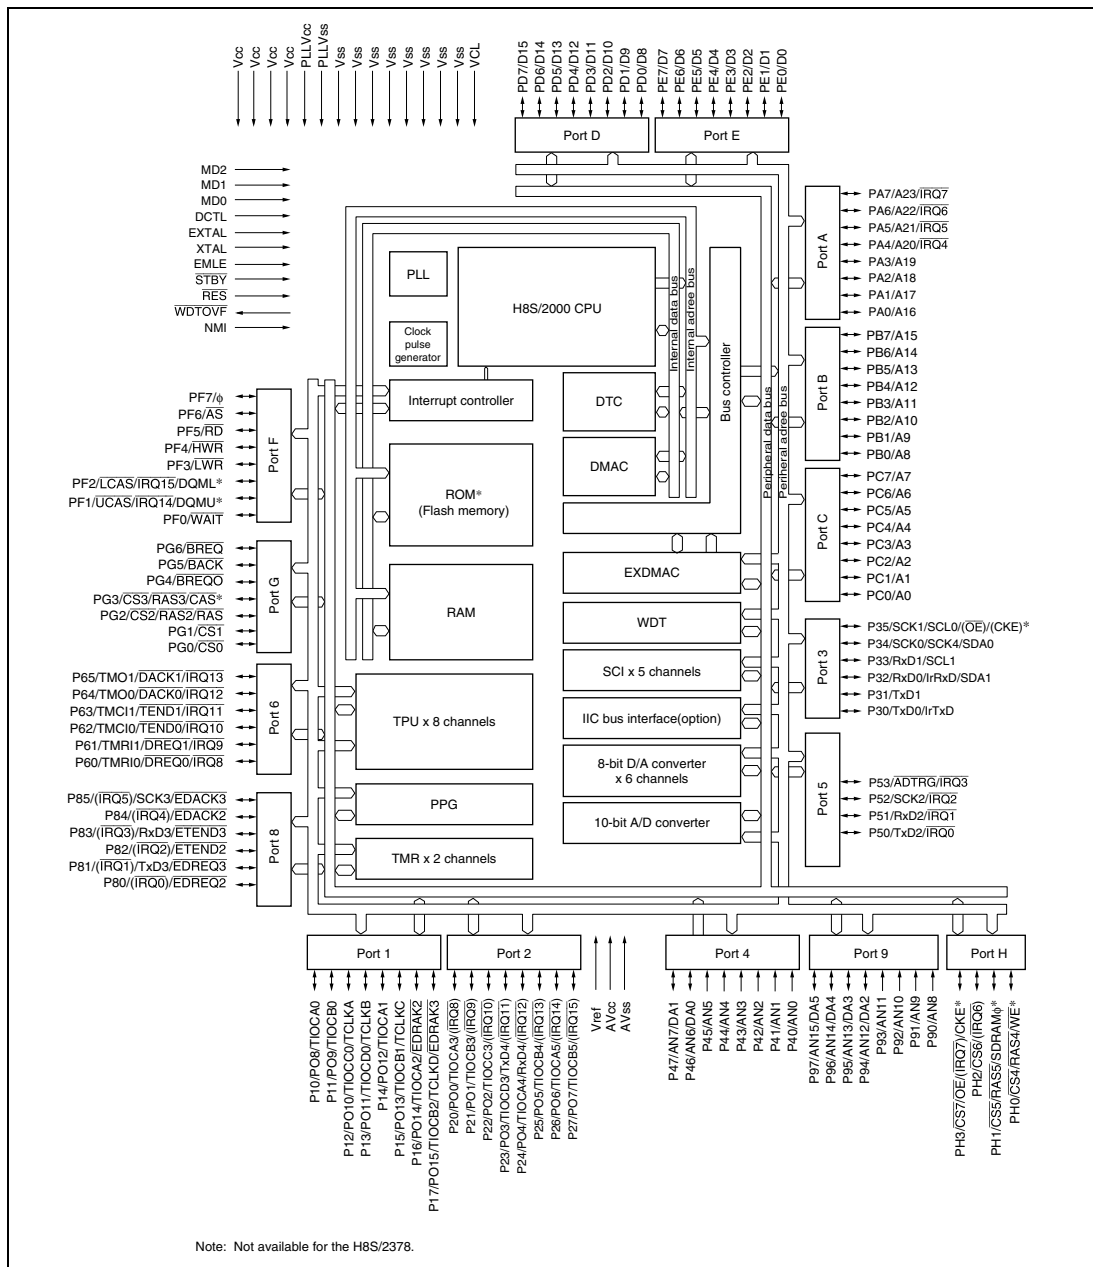 Vcc
Vcc
Vcc
Vcc
PLLVcc
PLLVss
Vss
Vss
Vss
Vss
Vss
Vss
Vss
Vss
VCL
PD7/D15
PD6/D14
PD5/D13
PD4/D12
PD3/D11
PD2/D10
PD1/D9
PD0/D8
PE7/D7
PE6/D6
PE5/D5
PE4/D4
PE3/D3
PE2/D2
PE1/D1
PE0/D0
Port D
Port E
MD2
MD1
MD0
DCTL
EXTAL
XTAL
EMLE
STBY
RES
WDTOVF
NMI
PLL
Clock
pulse
generator
H8S/2000 CPU
Interrupt controller
DTC
DMAC
ROM*
(Flash memory)
RAM
Internal data bus
Internal adree bus
Bus controller
Peripheral data bus
Periheral adree bus
EXDMAC
WDT
SCI x 5 channels
IIC bus interface(option)
8-bit D/A converter
x 6 channels
10-bit A/D converter
TPU x 8 channels
PPG
TMR x 2 channels
Port A
PA7/A23/IRQ7
PA6/A22/IRQ6
PA5/A21/IRQ5
PA4/A20/IRQ4
PA3/A19
PA2/A18
PA1/A17
PA0/A16
Port B
PB7/A15
PB6/A14
PB5/A13
PB4/A12
PB3/A11
PB2/A10
PB1/A9
PB0/A8
Port C
PC7/A7
PC6/A6
PC5/A5
PC4/A4
PC3/A3
PC2/A2
PC1/A1
PC0/A0
Port 3
P35/SCK1/SCL0/(OE)/(CKE)*
P34/SCK0/SCK4/SDA0
P33/RxD1/SCL1
P32/RxD0/IrRxD/SDA1
P31/TxD1
P30/TxD0/IrTxD
Port 5
P53/ADTRG/IRQ3
P52/SCK2/IRQ2
P51/RxD2/IRQ1
P50/TxD2/IRQ0
PF7/ϕ
PF6/AS
PF5/RD
PF4/HWR
PF3/LWR
PF2/LCAS/IRQ15/DQML*
PF1/UCAS/IRQ14/DQMU*
PF0/WAIT
Port F
PG6/BREQ
PG5/BACK
PG4/BREQO
PG3/CS3/RAS3/CAS*
PG2/CS2/RAS2/RAS
PG1/CS1
PG0/CS0
Port G
P65/TMO1/DACK1/IRQ13
P64/TMO0/DACK0/IRQ12
P63/TMCI1/TEND1/IRQ11
P62/TMCI0/TEND0/IRQ10
P61/TMRI1/DREQ1/IRQ9
P60/TMRI0/DREQ0/IRQ8
Port 6
P85/(IRQ5)/SCK3/EDACK3
P84/(IRQ4)/EDACK2
P83/(IRQ3)/RxD3/ETEND3
P82/(IRQ2)/ETEND2
P81/(IRQ1)/TxD3/EDREQ3
P80/(IRQ0)/EDREQ2
Port 8
Port 1
Port 2
Port 4
Port 9
Port H
P10/PO8/TIOCA0
P11/PO9/TIOCB0
P12/PO10/TIOCC0/TCLKA
P13/PO11/TIOCD0/TCLKB
P14/PO12/TIOCA1
P15/PO13/TIOCB1/TCLKC
P16/PO14/TIOCA2/EDRAK2
P17/PO15/TIOCB2/TCLKD/EDRAK3
P20/PO0/TIOCA3/(IRQ8)
P21/PO1/TIOCB3/(IRQ9)
P22/PO2/TIOCC3/(IRQ10)
P23/PO3/TIOCD3/TxD4/(IRQ11)
P24/PO4/TIOCA4/RxD4/(IRQ12)
P25/PO5/TIOCB4/(IRQ13)
P26/PO6/TIOCA5/(IRQ14)
P27/PO7/TIOCB5/(IRQ15)
Vref
AVcc
AVss
P47/AN17/DA1
P46/AN6/DA0
P45/AN5
P44/AN4
P43/AN3
P42/AN2
P41/AN1
P40/AN0
P97/AN15/DA5
P96/AN14/DA4
P95/AN13/DA3
P94/AN12/DA2
P93/AN11
P92/AN10
P91/AN9
P90/AN8
PH3/CS7/OE/(IRQ7)/CKE*
PH2/CS6/(IRQ6)
PH1/CS5/RAS5/SDRAMϕ*
PH0/CS4/RAS4/WE*
Note: Not available for the H8S/2378.